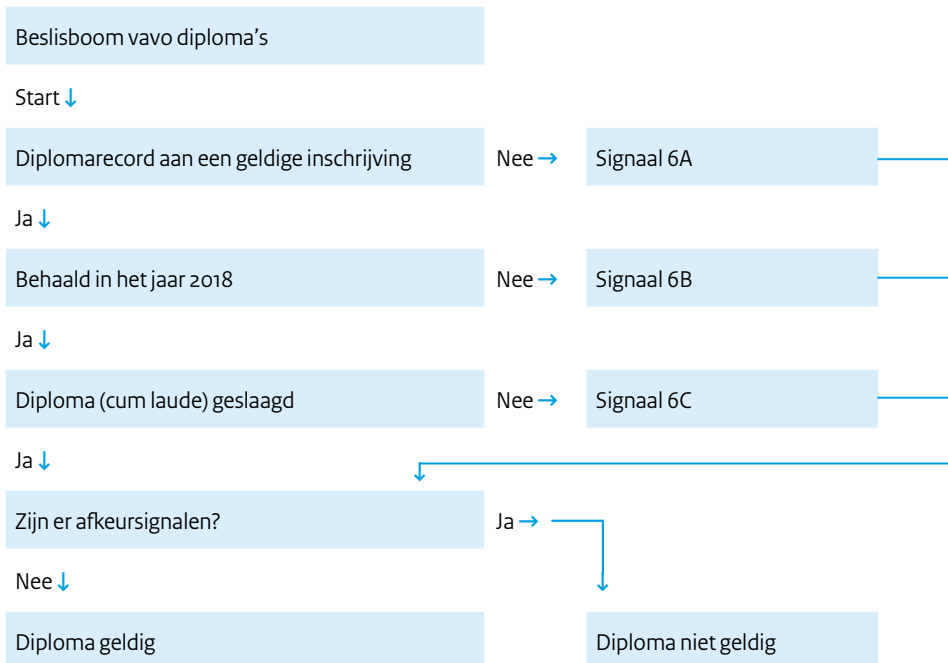 Beslisboom vavo diploma's
Start ↓
Diplomarecord aan een geldige inschrijving Nee → Signaal 6A
Ja ↓
Behaald in het jaar 2018 Nee → Signaal 6B
Ja ↓
Diploma (cum laude) geslaagd Nee → Signaal 6C
Ja ↓
Zijn er afkeursignalen? Ja →
Nee ↓
Diploma geldig Diploma niet geldig